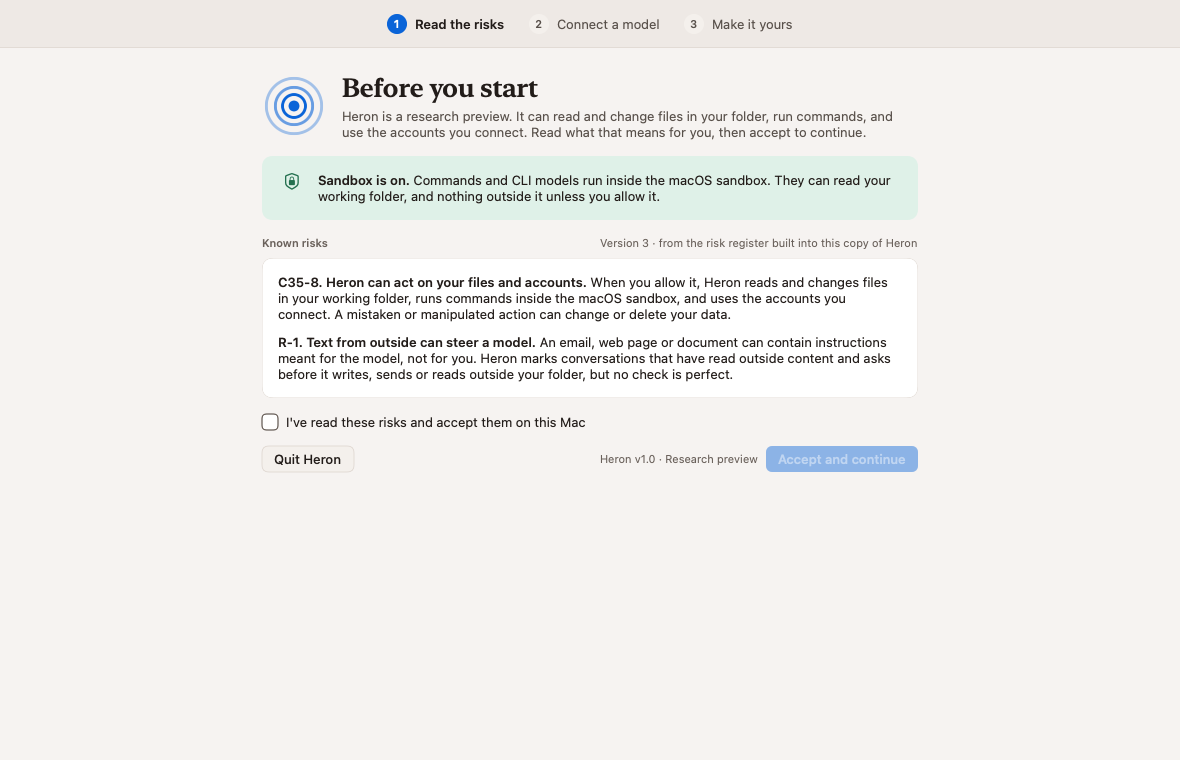 1 Read the risks 2 Connect a model 3 Make it yours
Before you start
Heron is a research preview. It can read and change files in your folder, run commands, and
use the accounts you connect. Read what that means for you, then accept to continue.
Sandbox is on. Commands and CLI models run inside the macOS sandbox. They can read your
working folder, and nothing outside it unless you allow it.
Known risks Version 3 · from the risk register built into this copy of Heron
C35-8. Heron can act on your files and accounts. When you allow it, Heron reads and changes files
in your working folder, runs commands inside the macOS sandbox, and uses the accounts you
connect. A mistaken or manipulated action can change or delete your data.
R-1. Text from outside can steer a model. An email, web page or document can contain instructions
meant for the model, not for you. Heron marks conversations that have read outside content and asks
before it writes, sends or reads outside your folder, but no check is perfect.
I've read these risks and accept them on this Mac
Quit Heron Heron v1.0 · Research preview Accept and continue